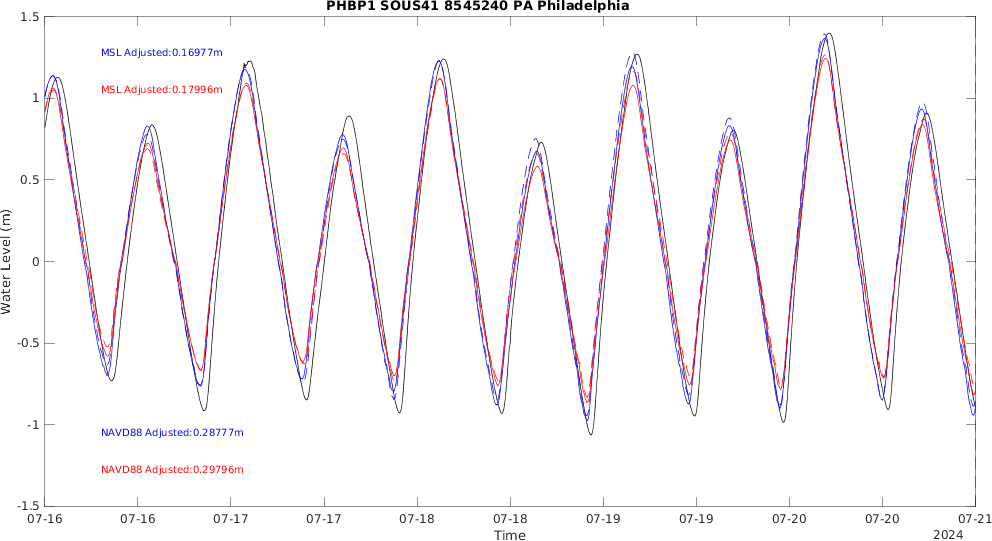 PHBP1 SOUS41 8545240 PA Philadelphia
1.5
MSL Adjusted:0.16977m
MSL Adjusted:0.17996m
1
0.5
Water Level (m)
0
-0.5
-1
NAVD88 Adjusted:0.28777m
NAVD88 Adjusted:0.29796m
-1.5
07-16 07-16 07-17 07-17 07-18 07-18 07-19 07-19 07-20 07-20 07-21
Time
2024